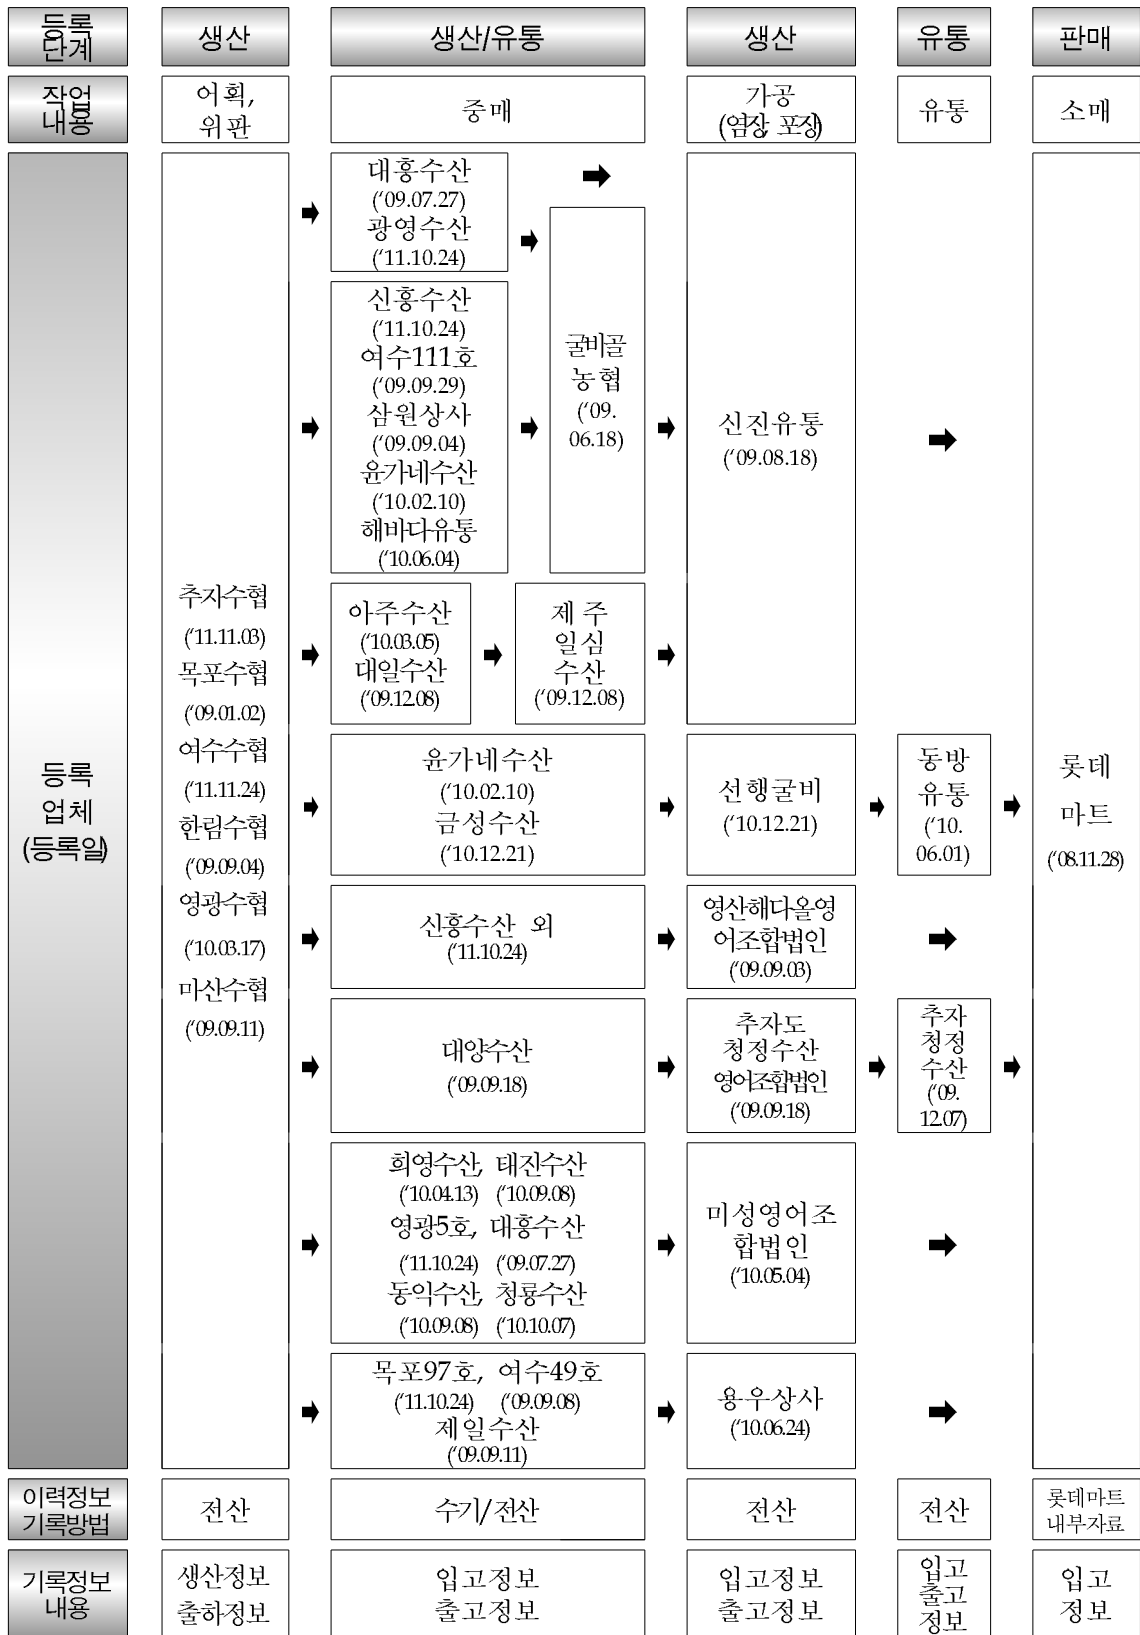 등록
단계
생산
생산/유통
생산
유통
판매
작업
내용
어획,
위판
중매
가공
(염장, 포장)
유통
소매
등록
업체
(등록일)
추자수협
('11.11.03)
목포수협
('09.01.02)
여수수협
('11.11.24)
한림수협
('09.09.04)
영광수협
('10.03.17)
마산수협
('09.09.11)
대흥수산
('09.07.27)
광영수산
('11.10.24)
신흥수산
('11.10.24)
여수111호
('09.09.29)
삼원상사
('09.09.04)
윤가네수산
('10.02.10)
해바다유통
('10.06.04)
굴비골
농협
('09.
06.18)
신진유통
('09.08.18)
아주수산
('10.03.05)
대일수산
('09.12.08)
제 주
일심
수산
('09.12.08)
윤가네수산
('10.02.10)
금성수산
('10.12.21)
선행굴비
('10.12.21)
동방
유통
('10.
06.01)
신흥수산 외
('11.10.24)
영산해다올영
어조합법인
('09.09.03)
대양수산
('09.09.18)
추자도
청정수산
영어조합법인
('09.09.18)
추자
청정
수산
('09.
12.07)
희영수산, 태진수산
('10.04.13) ('10.09.08)
영광5호, 대흥수산
('11.10.24) ('09.07.27)
동익수산, 청룡수산
('10.09.08) ('10.10.07)
미성영어조
합법인
('10.05.04)
목포97호, 여수49호
('11.10.24) ('09.09.08)
제일수산
('09.09.11)
용우상사
('10.06.24)
롯데
마트
('08.11.28)
이력정보
기록방법
전산
수기/전산
전산
전산
롯데마트
내부자료
기록정보
내용
생산정보
출하정보
입고정보
출고정보
입고정보
출고정보
입고
출고
정보
입고
정보